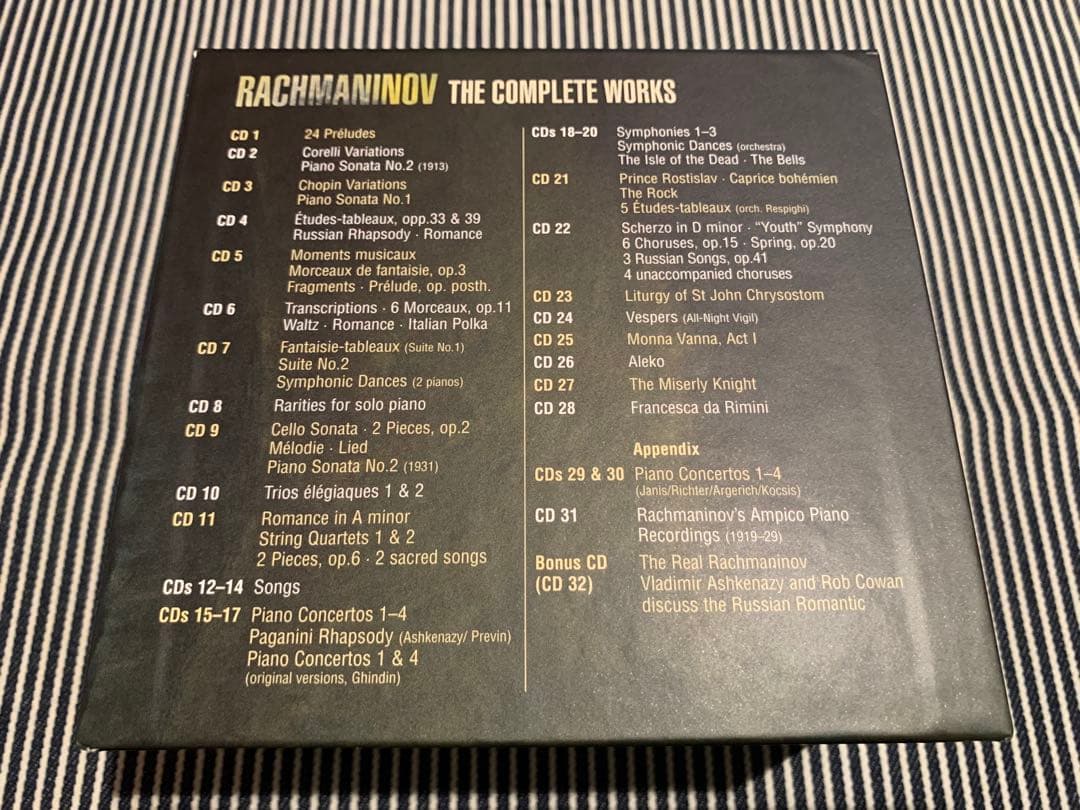 RACHMANINOV THE COMPLETE WORKS
CD 1 24 Préludes
CD 2 Corelli Variations
Piano Sonata No.2 (1913)
CD 3 Chopin Variations
Piano Sonata No.1
CD 4 Études-tableaux, opp.33 & 39
Russian Rhapsody · Romance
CD 5 Moments musicaux
Morceaux de fantaisie, op.3
Fragments · Prélude, op. posth.
CD 6 Transcriptions · 6 Morceaux, op.11
Waltz · Romance · Italian Polka
CD 7 Fantaisie-tableaux (Suite No.1)
Suite No.2
Symphonic Dances (2 pianos)
CD 8 Rarities for solo piano
CD 9 Cello Sonata · 2 Pieces, op.2
Mélodie · Lied
Piano Sonata No.2 (1931)
CD 10 Trios élégiaques 1 & 2
CD 11 Romance in A minor
String Quartets 1 & 2
2 Pieces, op.6 · 2 sacred songs
CDs 12–14 Songs
CDs 15–17 Piano Concertos 1–4
Paganini Rhapsody (Ashkenazy/ Previn)
Piano Concertos 1 & 4
(original versions, Ghindin)
CDs 18–20 Symphonies 1–3
Symphonic Dances (orchestra)
The Isle of the Dead · The Bells
CD 21 Prince Rostislav · Caprice bohémien
The Rock
5 Études-tableaux (orch. Respighi)
CD 22 Scherzo in D minor · “Youth” Symphony
6 Choruses, op.15 · Spring, op.20
3 Russian Songs, op.41
4 unaccompanied choruses
CD 23 Liturgy of St John Chrysostom
CD 24 Vespers (All-Night Vigil)
CD 25 Monna Vanna, Act I
CD 26 Aleko
CD 27 The Miserly Knight
CD 28 Francesca da Rimini
Appendix
CDs 29 & 30 Piano Concertos 1–4
(Janis/Richter/Argerich/Kocsis)
CD 31 Rachmaninov's Ampico Piano
Recordings (1919–29)
Bonus CD The Real Rachmaninov
(CD 32) Vladimir Ashkenazy and Rob Cowan
discuss the Russian Romantic